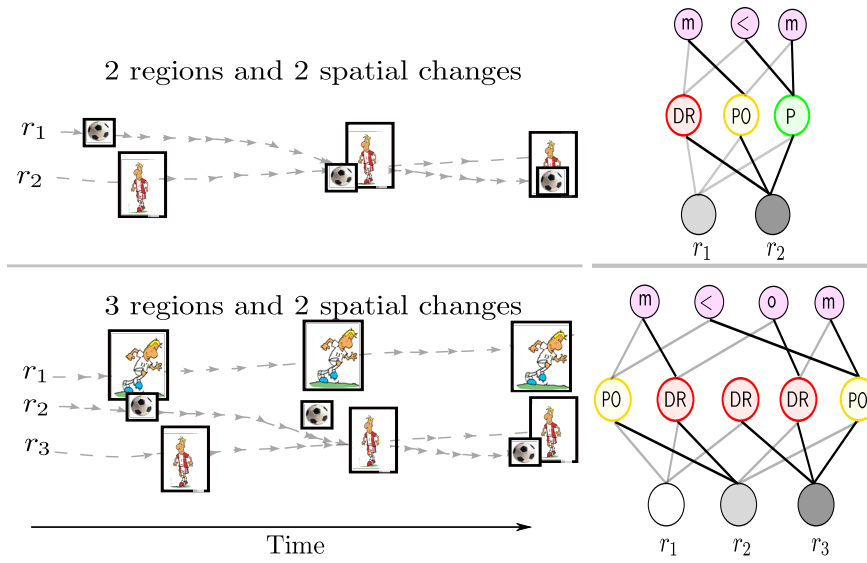 2 regions and 2 spatial changes
r1
r2
m < m
DR PO P
r1 r2
3 regions and 2 spatial changes
r1
r2
r3
Time
m < o m
PO DR DR DR PO
r1 r2 r3